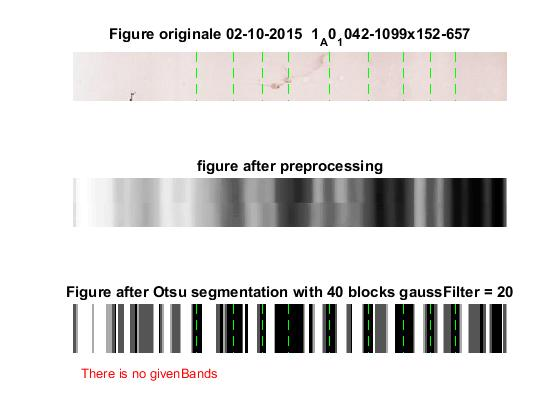 Figure originale 02-10-2015 1A01042-1099x152-657
figure after preprocessing
Figure after Otsu segmentation with 40 blocks gaussFilter = 20
There is no givenBands